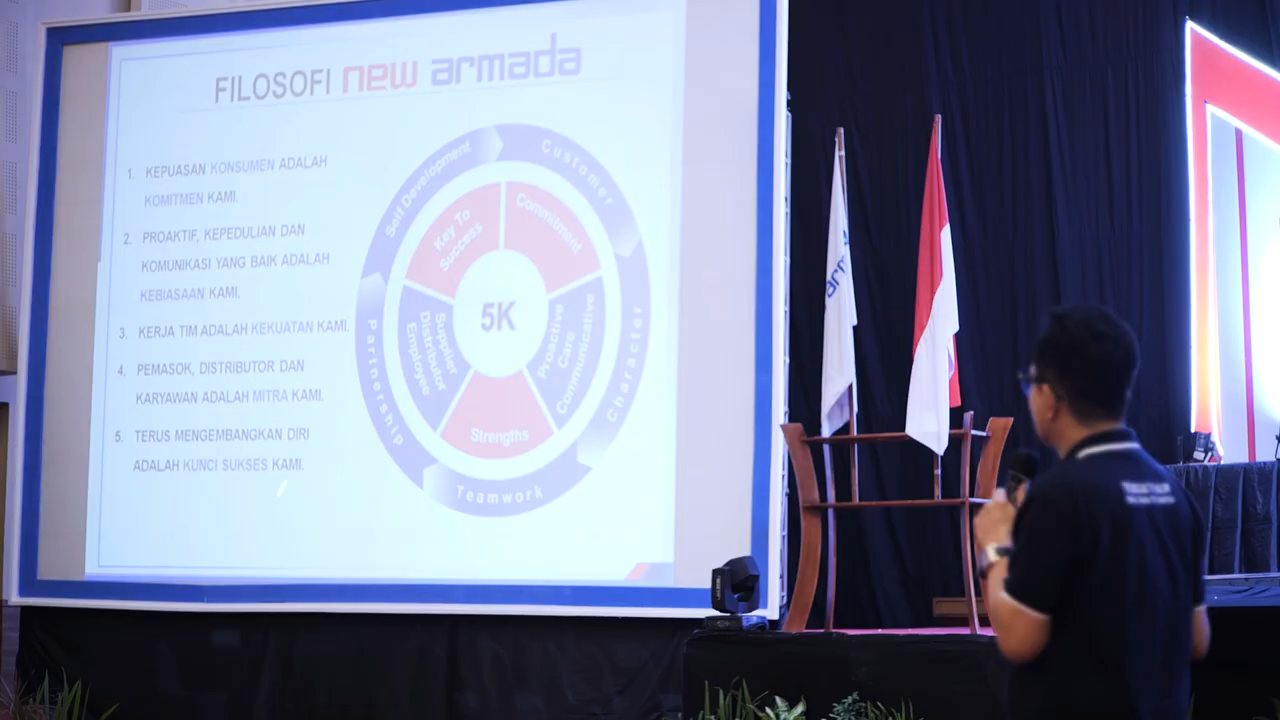 FILOSOFI new armada
1. KEPUASAN KONSUMEN ADALAH
KOMITMEN KAMI.
2. PROAKTIF, KEPEDULIAN DAN
KOMUNIKASI YANG BAIK ADALAH
KEBIASAAN KAMI.
3. KERJA TIM ADALAH KEKUATAN KAMI.
4. PEMASOK, DISTRIBUTOR DAN
KARYAWAN ADALAH MITRA KAMI.
5. TERUS MENGEMBANGKAN DIRI
ADALAH KUNCI SUKSES KAMI.
Self Development
Customer
Character
Teamwork
Partnership
Key To
Success
Commitment
Proactive
Care
Communicative
Strengths
Supplier
Distributor
Employee
5K